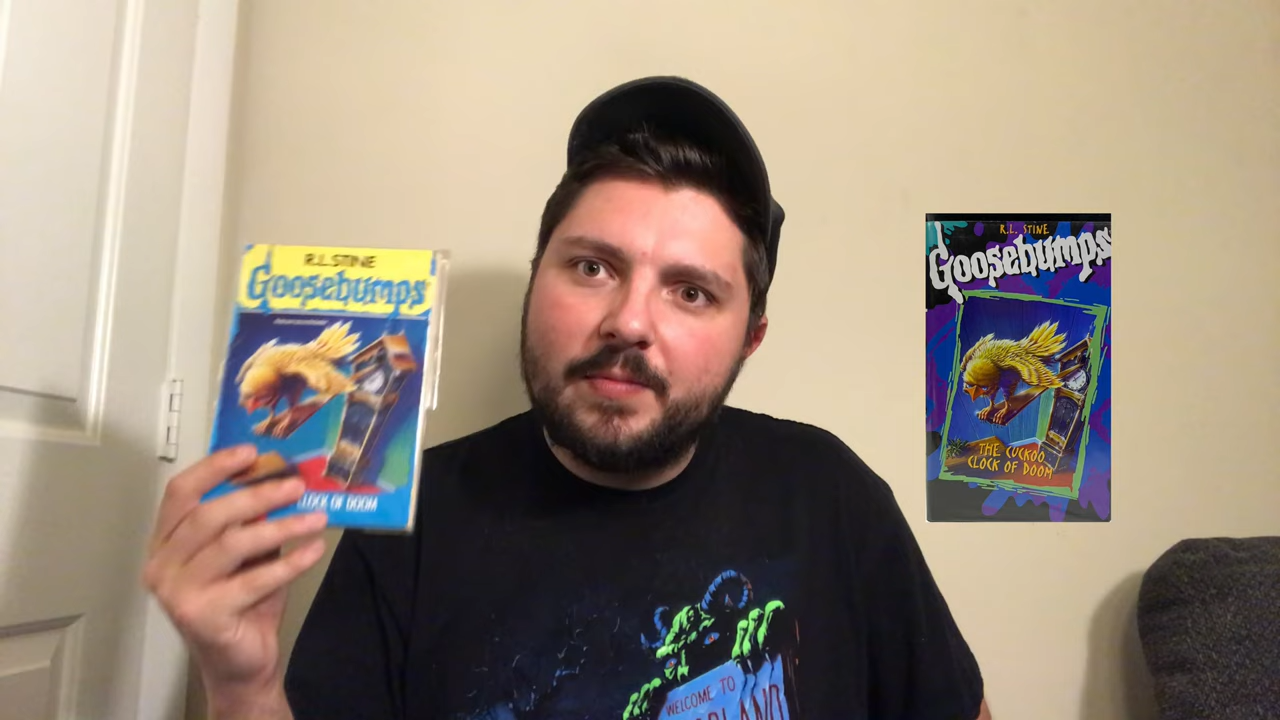 R.L. STINE
Goosebumps
CLOCK OF DOOM
R.L. STINE
Goosebumps
THE CUCKOO
CLOCK OF DOOM
WELCOME TO